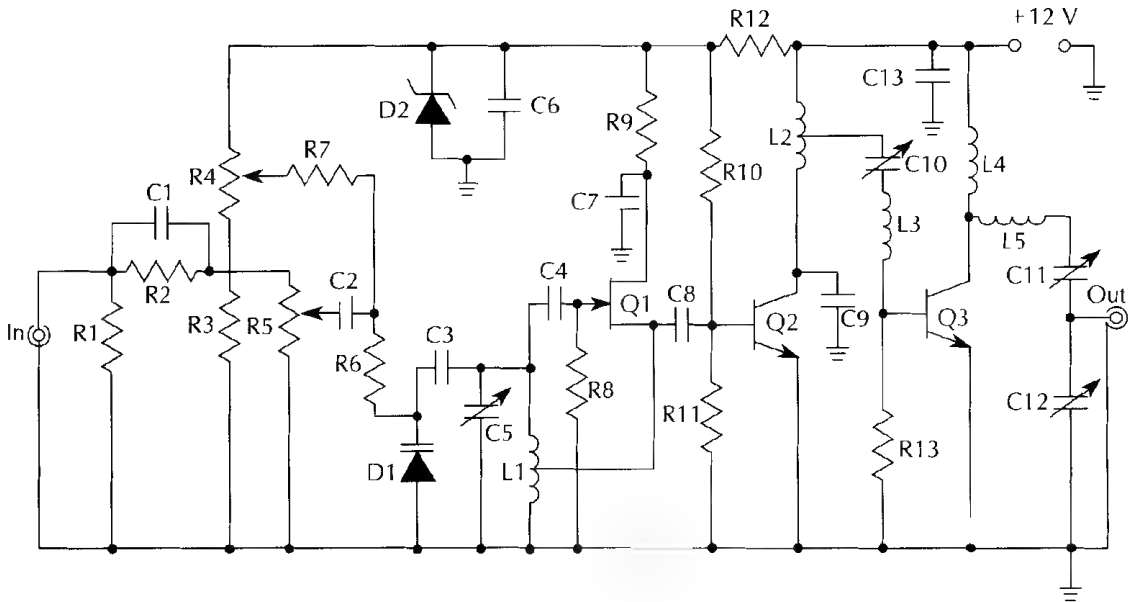 R12
+12 V
C13
D2
C6
R9
L2
R7
R10
C10
L4
R4
C1
C7
L3
L5
R2
C2
C4
Q1
C8
C11
Out
In
R1
R3
R5
C3
Q2
C9
Q3
R6
R8
C5
R11
C12
D1
L1
R13